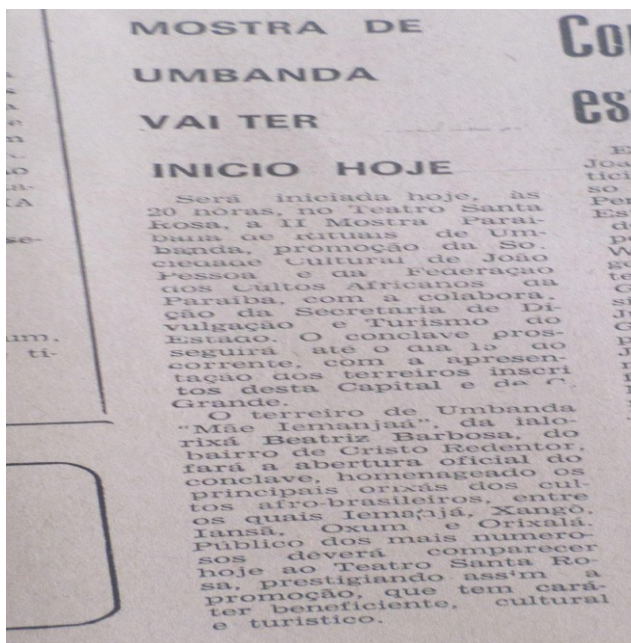 MOSTRA DE
UMBANDA
VAI TER
INICIO HOJE
Será iniciada hoje, às
20 horas, no Teatro Santa
Rosa, a II Mostra Parai-
bana de Rituais de Um-
banda, promoção da So.
ciedade Cultural de João
Pessoa e da Federação
dos Cultos Africanos da
Paraiba, com a colabora.
ção da Secretaria de Di-
vulgação e Turismo do
Estado. O conclave pros-
seguirá até o dia 15 do
corrente, com a apresen-
tação dos terreiros inscri
tos desta Capital e de C.
Grande.
O terreiro de Umbanda
"Mãe Iemanjaá", da ialo-
rixá Beatriz Barbosa, do
bairro de Cristo Redentor,
fará a abertura oficial do
conclave, homenageado os
principais orixás dos cul-
tos afro-brasileiros, entre
os quais Iemanjá, Xangô,
Iansã, Oxum e Orixalá.
Público dos mais numero-
sos deverá comparecer
hoje ao Teatro Santa Ro-
sa, prestigiando ass'm a
promoção, que tem cará-
ter beneficiente, cultural
e turistico.